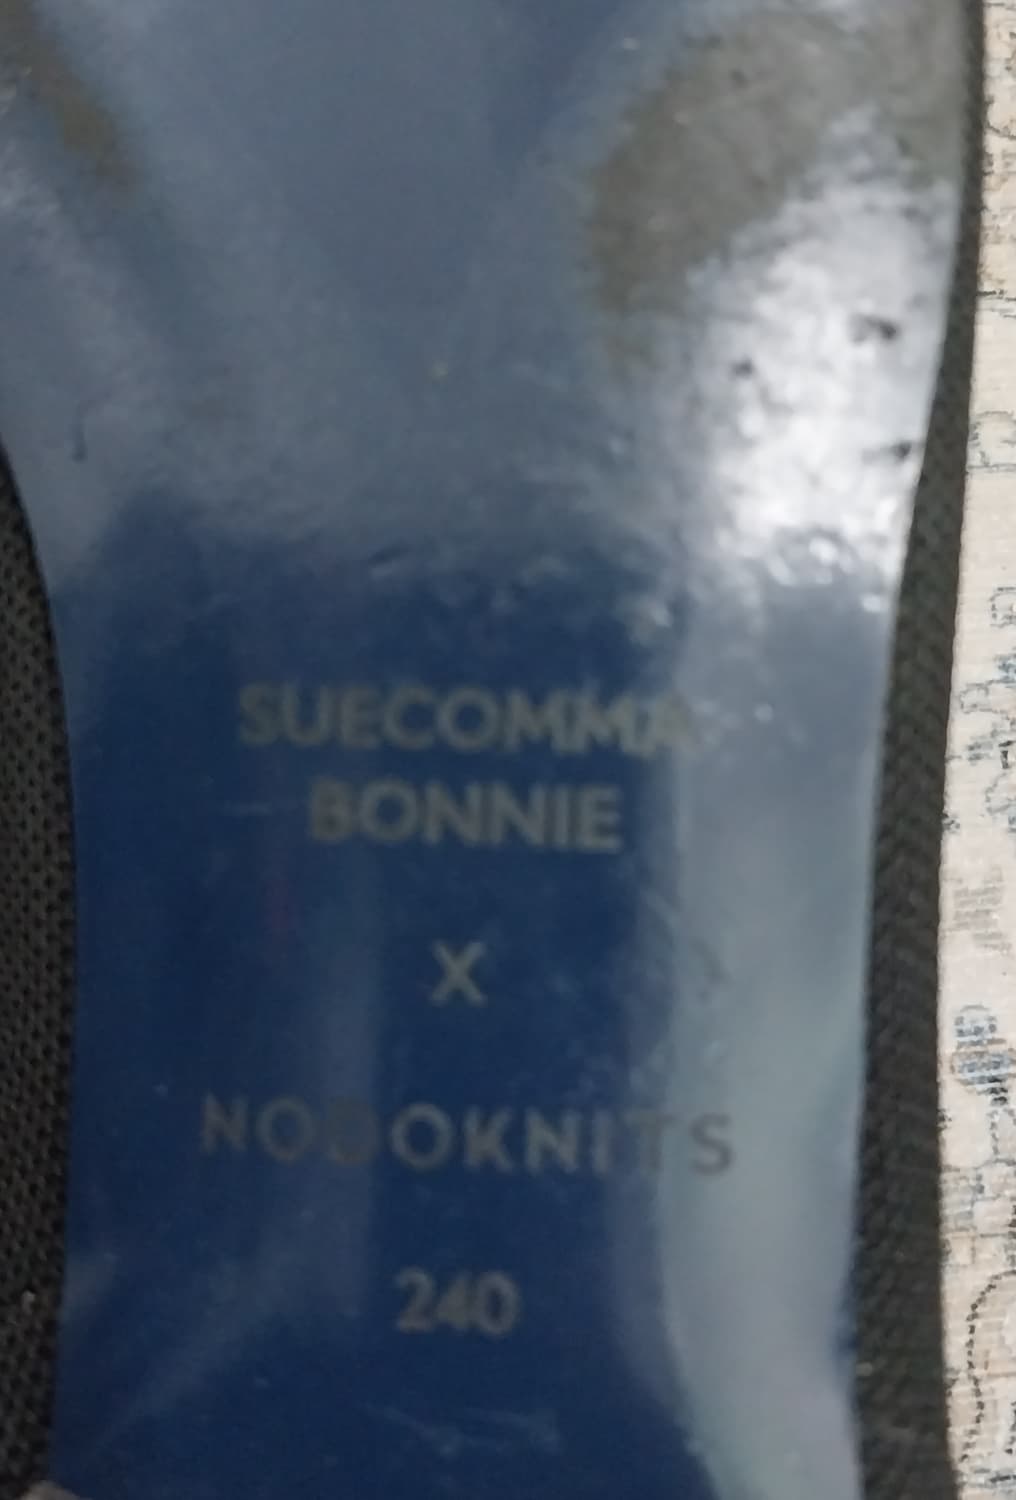 SUECOMMA
BONNIE
X
NODOKNITS
240